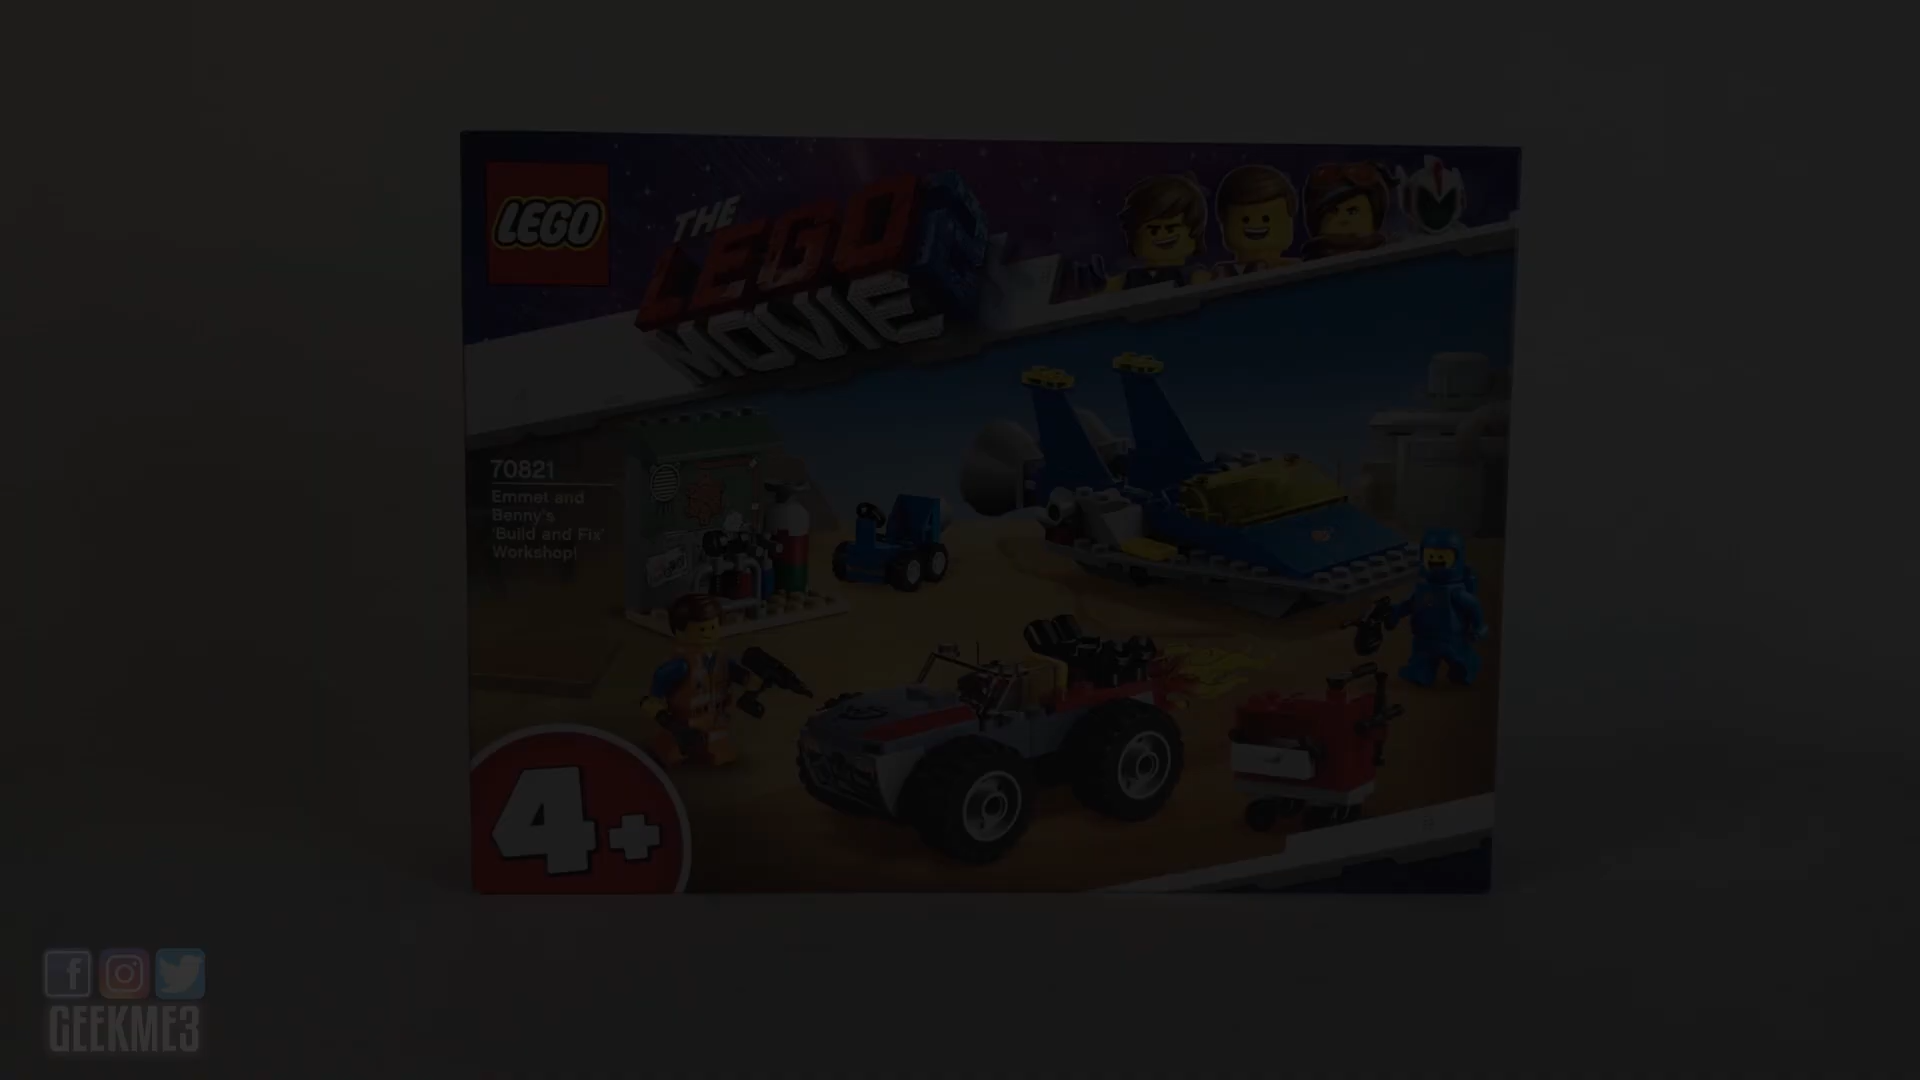 LEGO
THE
LEGO 2
MOVIE
70821
Emmet and
Benny's
'Build and Fix'
Workshop!
4+
GEEKME3